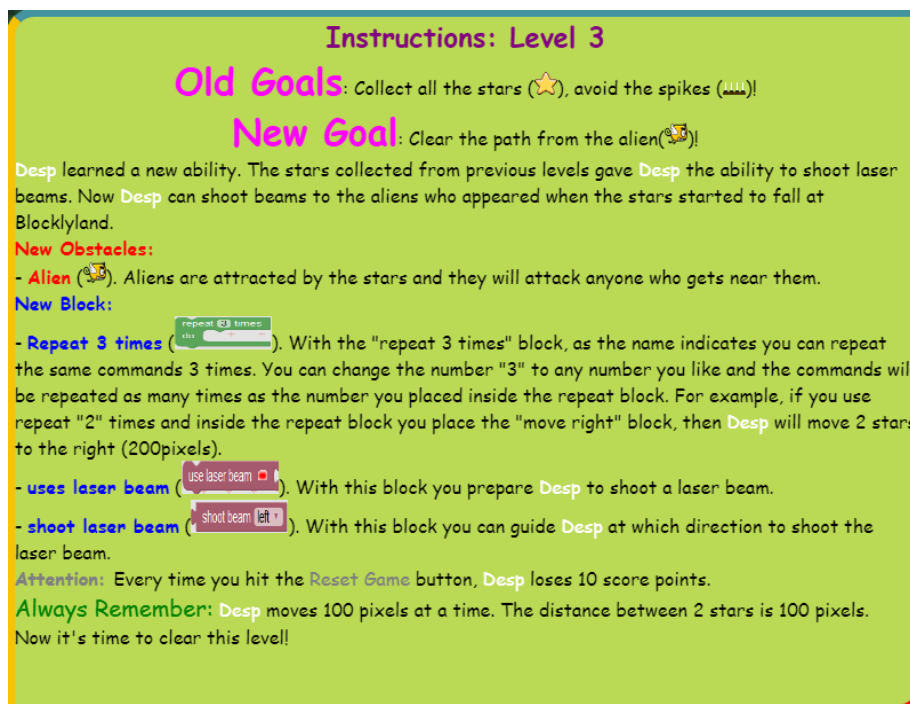 Instructions: Level 3
Old Goals: Collect all the stars (), avoid the spikes ()!
New Goal: Clear the path from the alien()!
Desp learned a new ability. The stars collected from previous levels gave Desp the ability to shoot laser
beams. Now Desp can shoot beams to the aliens who appeared when the stars started to fall at
Blocklyland.
New Obstacles:
- Alien (). Aliens are attracted by the stars and they will attack anyone who gets near them.
New Block:
- Repeat 3 times (repeat 3 times do). With the "repeat 3 times" block, as the name indicates you can repeat
the same commands 3 times. You can change the number "3" to any number you like and the commands wil
be repeated as many times as the number you placed inside the repeat block. For example, if you use
repeat "2" times and inside the repeat block you place the "move right" block, then Desp will move 2 stars
to the right (200pixels).
- uses laser beam (use laser beam). With this block you prepare Desp to shoot a laser beam.
- shoot laser beam (shoot beam left). With this block you can guide Desp at which direction to shoot the
laser beam.
Attention: Every time you hit the Reset Game button, Desp loses 10 score points.
Always Remember: Desp moves 100 pixels at a time. The distance between 2 stars is 100 pixels.
Now it's time to clear this level!